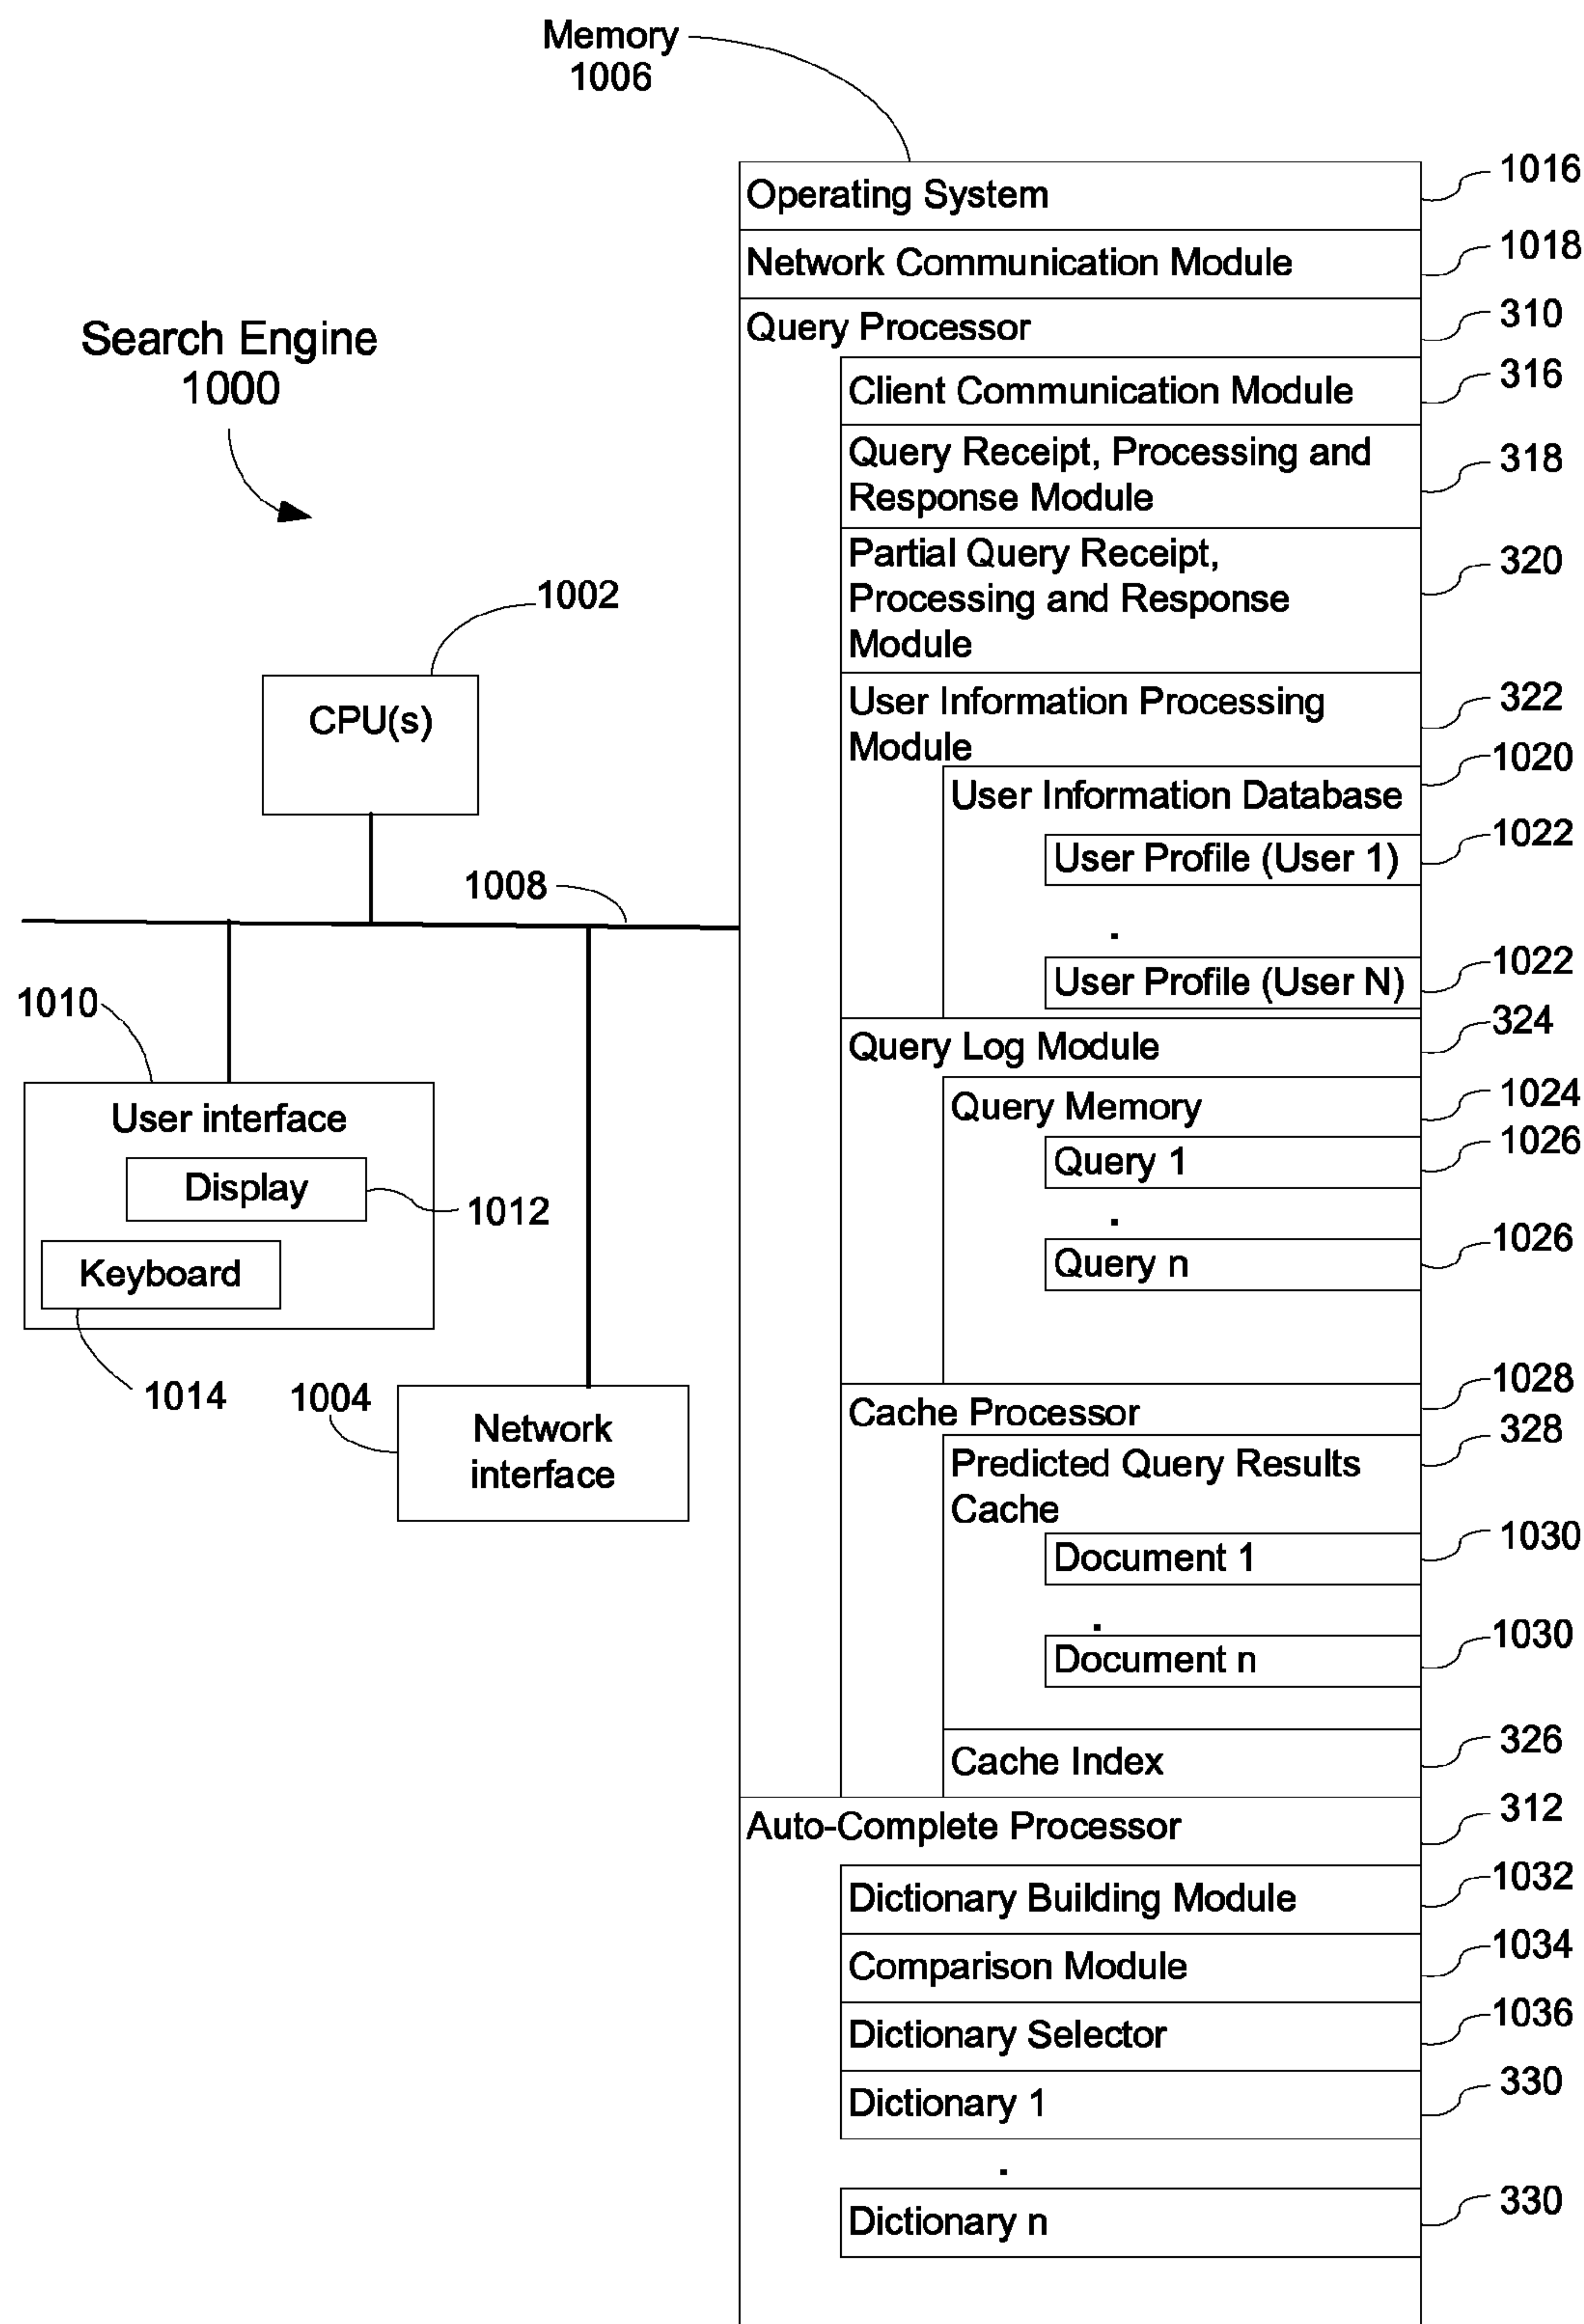 Memory
1006
Operating System
1016
Network Communication Module
1018
Search Engine
1000
Query Processor
310
Client Communication Module
316
Query Receipt, Processing and
Response Module
318
Partial Query Receipt,
Processing and Response
Module
320
1002
CPU(s)
User Information Processing
Module
322
User Information Database
1020
User Profile (User 1)
1022
1008
.
User Profile (User N)
1022
1010
Query Log Module
324
User interface
Display
1012
Keyboard
1014
1004
Network
interface
Query Memory
1024
Query 1
1026
.
Query n
1026
Cache Processor
1028
Predicted Query Results
Cache
328
Document 1
1030
.
Document n
1030
Cache Index
326
Auto-Complete Processor
312
Dictionary Building Module
1032
Comparison Module
1034
Dictionary Selector
1036
Dictionary 1
330
.
Dictionary n
330